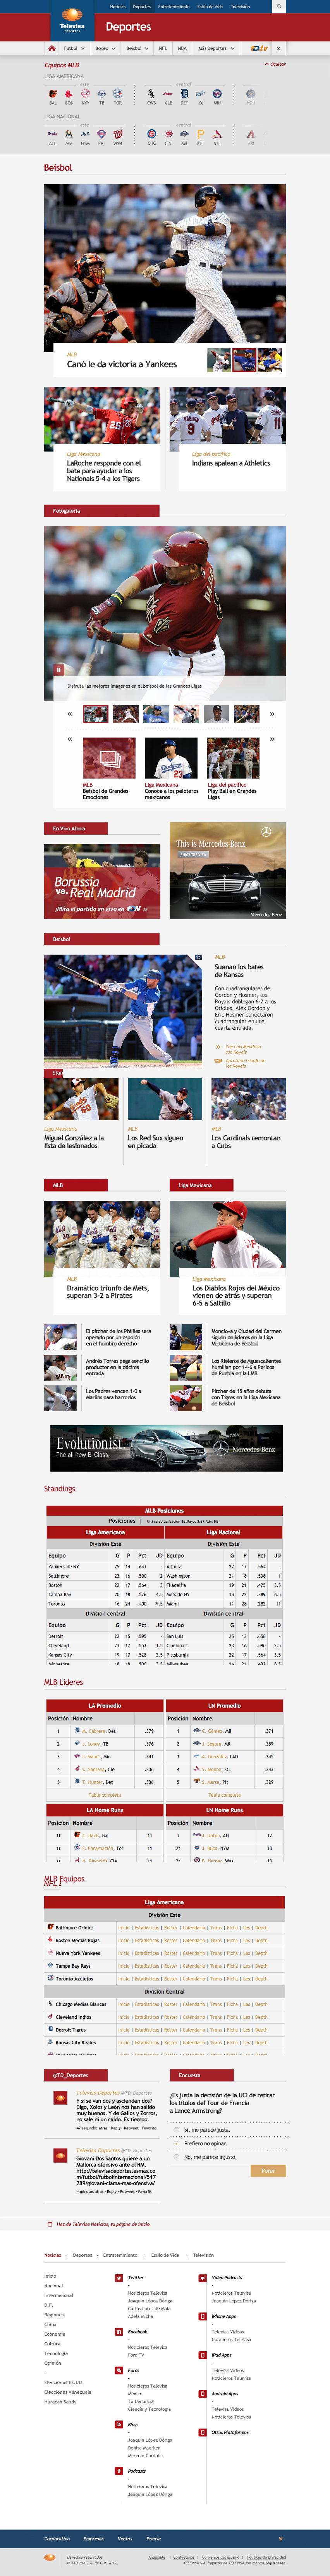 Noticias Deportes Entretenimiento Estilo de Vida Televisión
Televisa
DEPORTES
Deportes
Futbol Boxeo Beisbol NFL NBA Más Deportes
Equipos MLB
Ocultar
LIGA AMERICANA
BAL BOS NYY TB TOR CWS CLE DET KC MIN
LIGA NACIONAL
ATL MIA NYM PHI WSH CHC CIN MIL PIT STL
Beisbol
MLB
Canó le da victoria a Yankees
Liga Mexicana
LaRoche responde con el
bate para ayudar a los
Nationals 5-4 a los Tigers
Liga del pacífico
Indians apalean a Athletics
Fotogalería
Disfruta las mejores imágenes en el beisbol de las Grandes Ligas
MLB
Beisbol de Grandes
Emociones
Liga Mexicana
Conoce a los peloteros
mexicanos
Liga del pacífico
Play Ball en Grandes
Ligas
En Vivo Ahora
Borussia
vs. Real Madrid
¡Mira el partido en vivo en
This is Mercedes-Benz
Mercedes-Benz
Beisbol
MLB
Suenan los bates
de Kansas
Con cuadrangulares de
Gordon y Hosmer, los
Royals doblegan 6-2 a los
Orioles. Alex Gordon y
Eric Hosmer conectaron
cuadrangular en una
cuarta entrada.
Cae Luis Mendoza
con Royals
Apretado triunfo de
los Royals
Liga Mexicana
Miguel González a la
lista de lesionados
MLB
Los Red Sox siguen
en picada
MLB
Los Cardinals remontan
a Cubs
MLB
Liga Mexicana
MLB
Dramático triunfo de Mets,
superan 3-2 a Pirates
Liga Mexicana
Los Diablos Rojos del México
vienen de atrás y superan
6-5 a Saltillo
El pitcher de los Phillies será
operado por un espolón
en el hombro derecho
Andrés Torres pega sencillo
productor en la décima
entrada
Los Padres vencen 1-0 a
Marlins para barrerlos
Monclova y Ciudad del Carmen
siguen de líderes en la Liga
Mexicana de Beisbol
Los Rieleros de Aguascalientes
humillan por 14-6 a Pericos
de Puebla en la LMB
Pitcher de 15 años debuta
con Tigres en la Liga Mexicana
de Beisbol
Evolutionist.
The all new B-Class.
Mercedes-Benz
Standings
MLB Posiciones
Posiciones |
Liga Americana Liga Nacional
División Este División Este
Equipo G P Pct JD Equipo G P Pct JD
Yankees de NY 25 14 .641 - Atlanta 22 17 .564 -
Baltimore 23 16 .590 2 Washington 21 18 .538 1
Boston 22 17 .564 3 Filadelfia 19 21 .475 3.5
Tampa Bay 20 18 .526 4.5 Mets de NY 14 22 .389 6.5
Toronto 16 24 .400 9.5 Miami 11 28 .282 11
División central División central
Equipo G P Pct JD Equipo G P Pct JD
Detroit 22 15 .595 - San Luis 25 13 .658 -
Cleveland 21 17 .553 1.5 Cincinnati 23 16 .590 2.5
Kansas City 19 17 .528 2.5 Pittsburgh 22 17 .564 3.5
MLB Líderes
LA Promedio LN Promedio
Posición Nombre Posición Nombre
1 M. Cabrera, Det .379 1 C. Gómez, Mil .371
2 J. Loney, TB .376 2 J. Segura, Mil .359
3 J. Mauer, Min .341 3 A. González, LAD .345
4 C. Santana, Cle .336 4 Y. Molina, StL .343
5 T. Hunter, Det .336 5 S. Marte, Pit .329
Tabla completa Tabla completa
LA Home Runs LN Home Runs
Posición Nombre Posición Nombre
1t C. Davis, Bal 11 1 J. Upton, Atl 12
1t E. Encarnación, Tor 11 2t J. Buck, NYM 10
MLB Equipos
Liga Americana
División Este
Baltimore Orioles Inicio | Estadísticas | Roster | Calendario | Trans | Ficha | Les | Depth
Boston Medias Rojas Inicio | Estadísticas | Roster | Calendario | Trans | Ficha | Les | Depth
Nueva York Yankees Inicio | Estadísticas | Roster | Calendario | Trans | Ficha | Les | Depth
Tampa Bay Rays Inicio | Estadísticas | Roster | Calendario | Trans | Ficha | Les | Depth
Toronto Azulejos Inicio | Estadísticas | Roster | Calendario | Trans | Ficha | Les | Depth
División Central
Chicago Medias Blancas Inicio | Estadísticas | Roster | Calendario | Trans | Ficha | Les | Depth
Cleveland Indios Inicio | Estadísticas | Roster | Calendario | Trans | Ficha | Les | Depth
Detroit Tigres Inicio | Estadísticas | Roster | Calendario | Trans | Ficha | Les | Depth
Kansas City Reales Inicio | Estadísticas | Roster | Calendario | Trans | Ficha | Les | Depth
@TD_Deportes
Televisa Deportes @TD_Deportes
Y si se van dos y ascienden dos?
Digo, Xolos y León nos han salido
muy buenos. Y de Gallos y Zorros,
no sale ni un caldo. Es tiempo.
47 segundos atras · Reply · Retweet · Favorito
Televisa Deportes @TD_Deportes
Giovani Dos Santos quiere a un
Mallorca ofensivo ante el RM,
http://televisadeportes.esmas.co
m/futbol/futbolinternacional/517
789/giovani-clama-mas-ofensiva/
4 minutos atras · Reply · Retweet · Favorito
Encuesta
¿Es justa la decisión de la UCI de retirar
los títulos del Tour de Francia
a Lance Armstrong?
Si, me parece justa.
Prefiero no opinar.
No, me parece injusto.
Votar
Haz de Televisa Noticias, tu página de inicio.
Noticias Deportes Entretenimiento Estilo de Vida Televisión
Inicio
Nacional
Internacional
D.F.
Regiones
Clima
Economía
Cultura
Tecnología
Opinión
-
Elecciones EE.UU
Elecciones Venezuela
Huracan Sandy
Twitter
-
Noticieros Televisa
Joaquín López Dóriga
Carlos Loret de Mola
Adela Micha
Facebook
-
Noticieros Televisa
Foro TV
Foros
-
Noticieros Televisa
México
Tu Denuncia
Ciencia y Tecnología
Blogs
-
Joaquín López Dóriga
Denise Maerker
Marcelo Cordoba
Podcasts
-
Noticieros Televisa
Joaquín López Dóriga
Video Podcasts
-
Noticieros Televisa
Joaquín López Dóriga
iPhone Apps
-
Televisa Videos
Noticieros Televisa
iPad Apps
-
Televisa Videos
Noticieros Televisa
Android Apps
-
Televisa Videos
Noticieros Televisa
Otras Plataformas
Corporativo Empresas Ventas Prensa
Derechos reservados
© Televisa S.A. de C.V. 2012.
Anúnciate | Contáctanos | Convenios del usuario | Políticas de privacidad
TELEVISA y el logotipo de TELEVISA son marcas registradas.